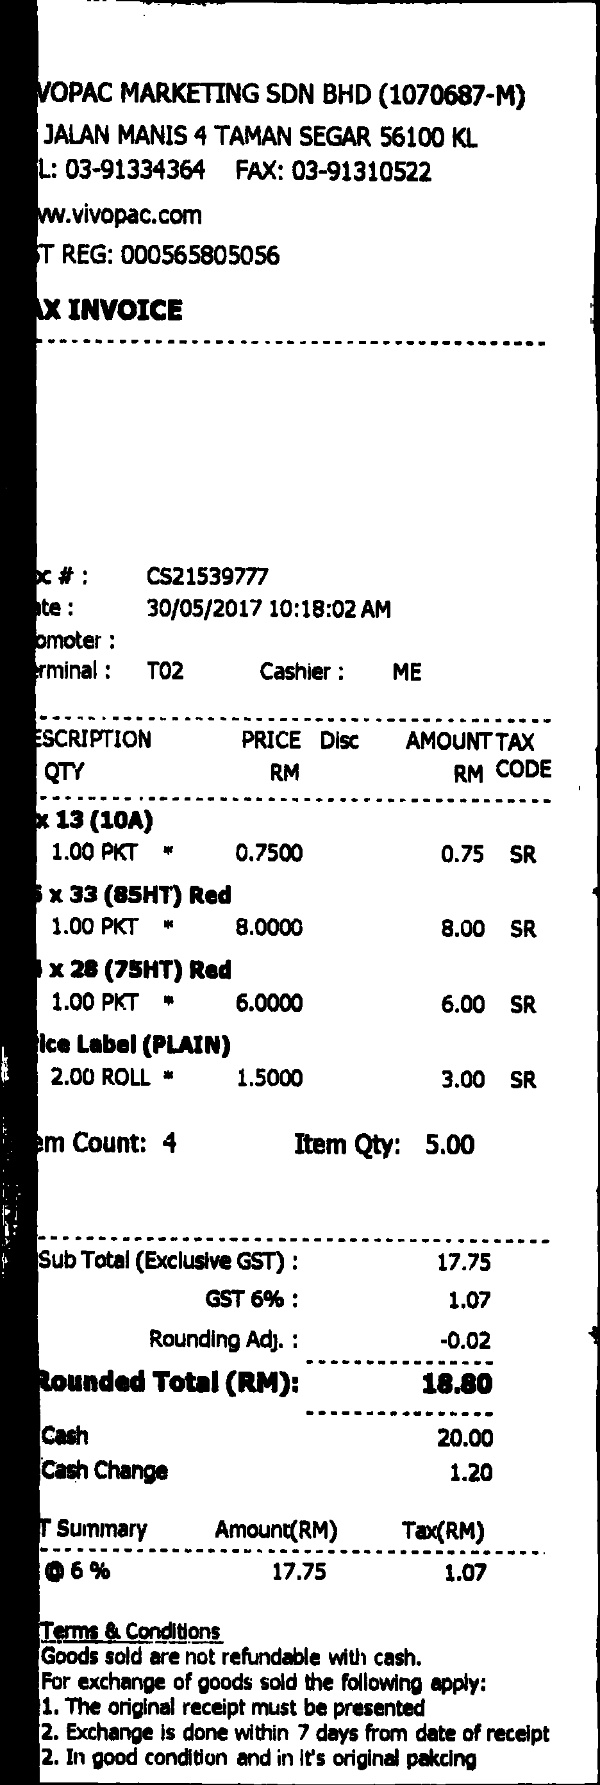 VOPAC MARKETING SDN BHD (1070687-M)
JALAN MANIS 4 TAMAN SEGAR 56100 KL
L: 03-91334364 FAX: 03-91310522
ww.vivopac.com
T REG: 000565805056
AX INVOICE
c # : CS21539777
ate : 30/05/2017 10:18:02 AM
omoter :
erminal : T02 Cashier : ME
ESCRIPTION PRICE Disc AMOUNT TAX
QTY RM RM CODE
x 13 (10A)
1.00 PKT * 0.7500 0.75 SR
x 33 (85HT) Red
1.00 PKT * 8.0000 8.00 SR
x 28 (75HT) Red
1.00 PKT * 6.0000 6.00 SR
ice Label (PLAIN)
2.00 ROLL * 1.5000 3.00 SR
em Count: 4 Item Qty: 5.00
Sub Total (Exclusive GST) : 17.75
GST 6% : 1.07
Rounding Adj. : -0.02
Rounded Total (RM): 18.80
Cash 20.00
Cash Change 1.20
T Summary Amount(RM) Tax(RM)
@ 6 % 17.75 1.07
Terms & Conditions
Goods sold are not refundable with cash.
For exchange of goods sold the following apply:
1. The original receipt must be presented
2. Exchange is done within 7 days from date of receipt
2. In good condition and in it's original pakcing